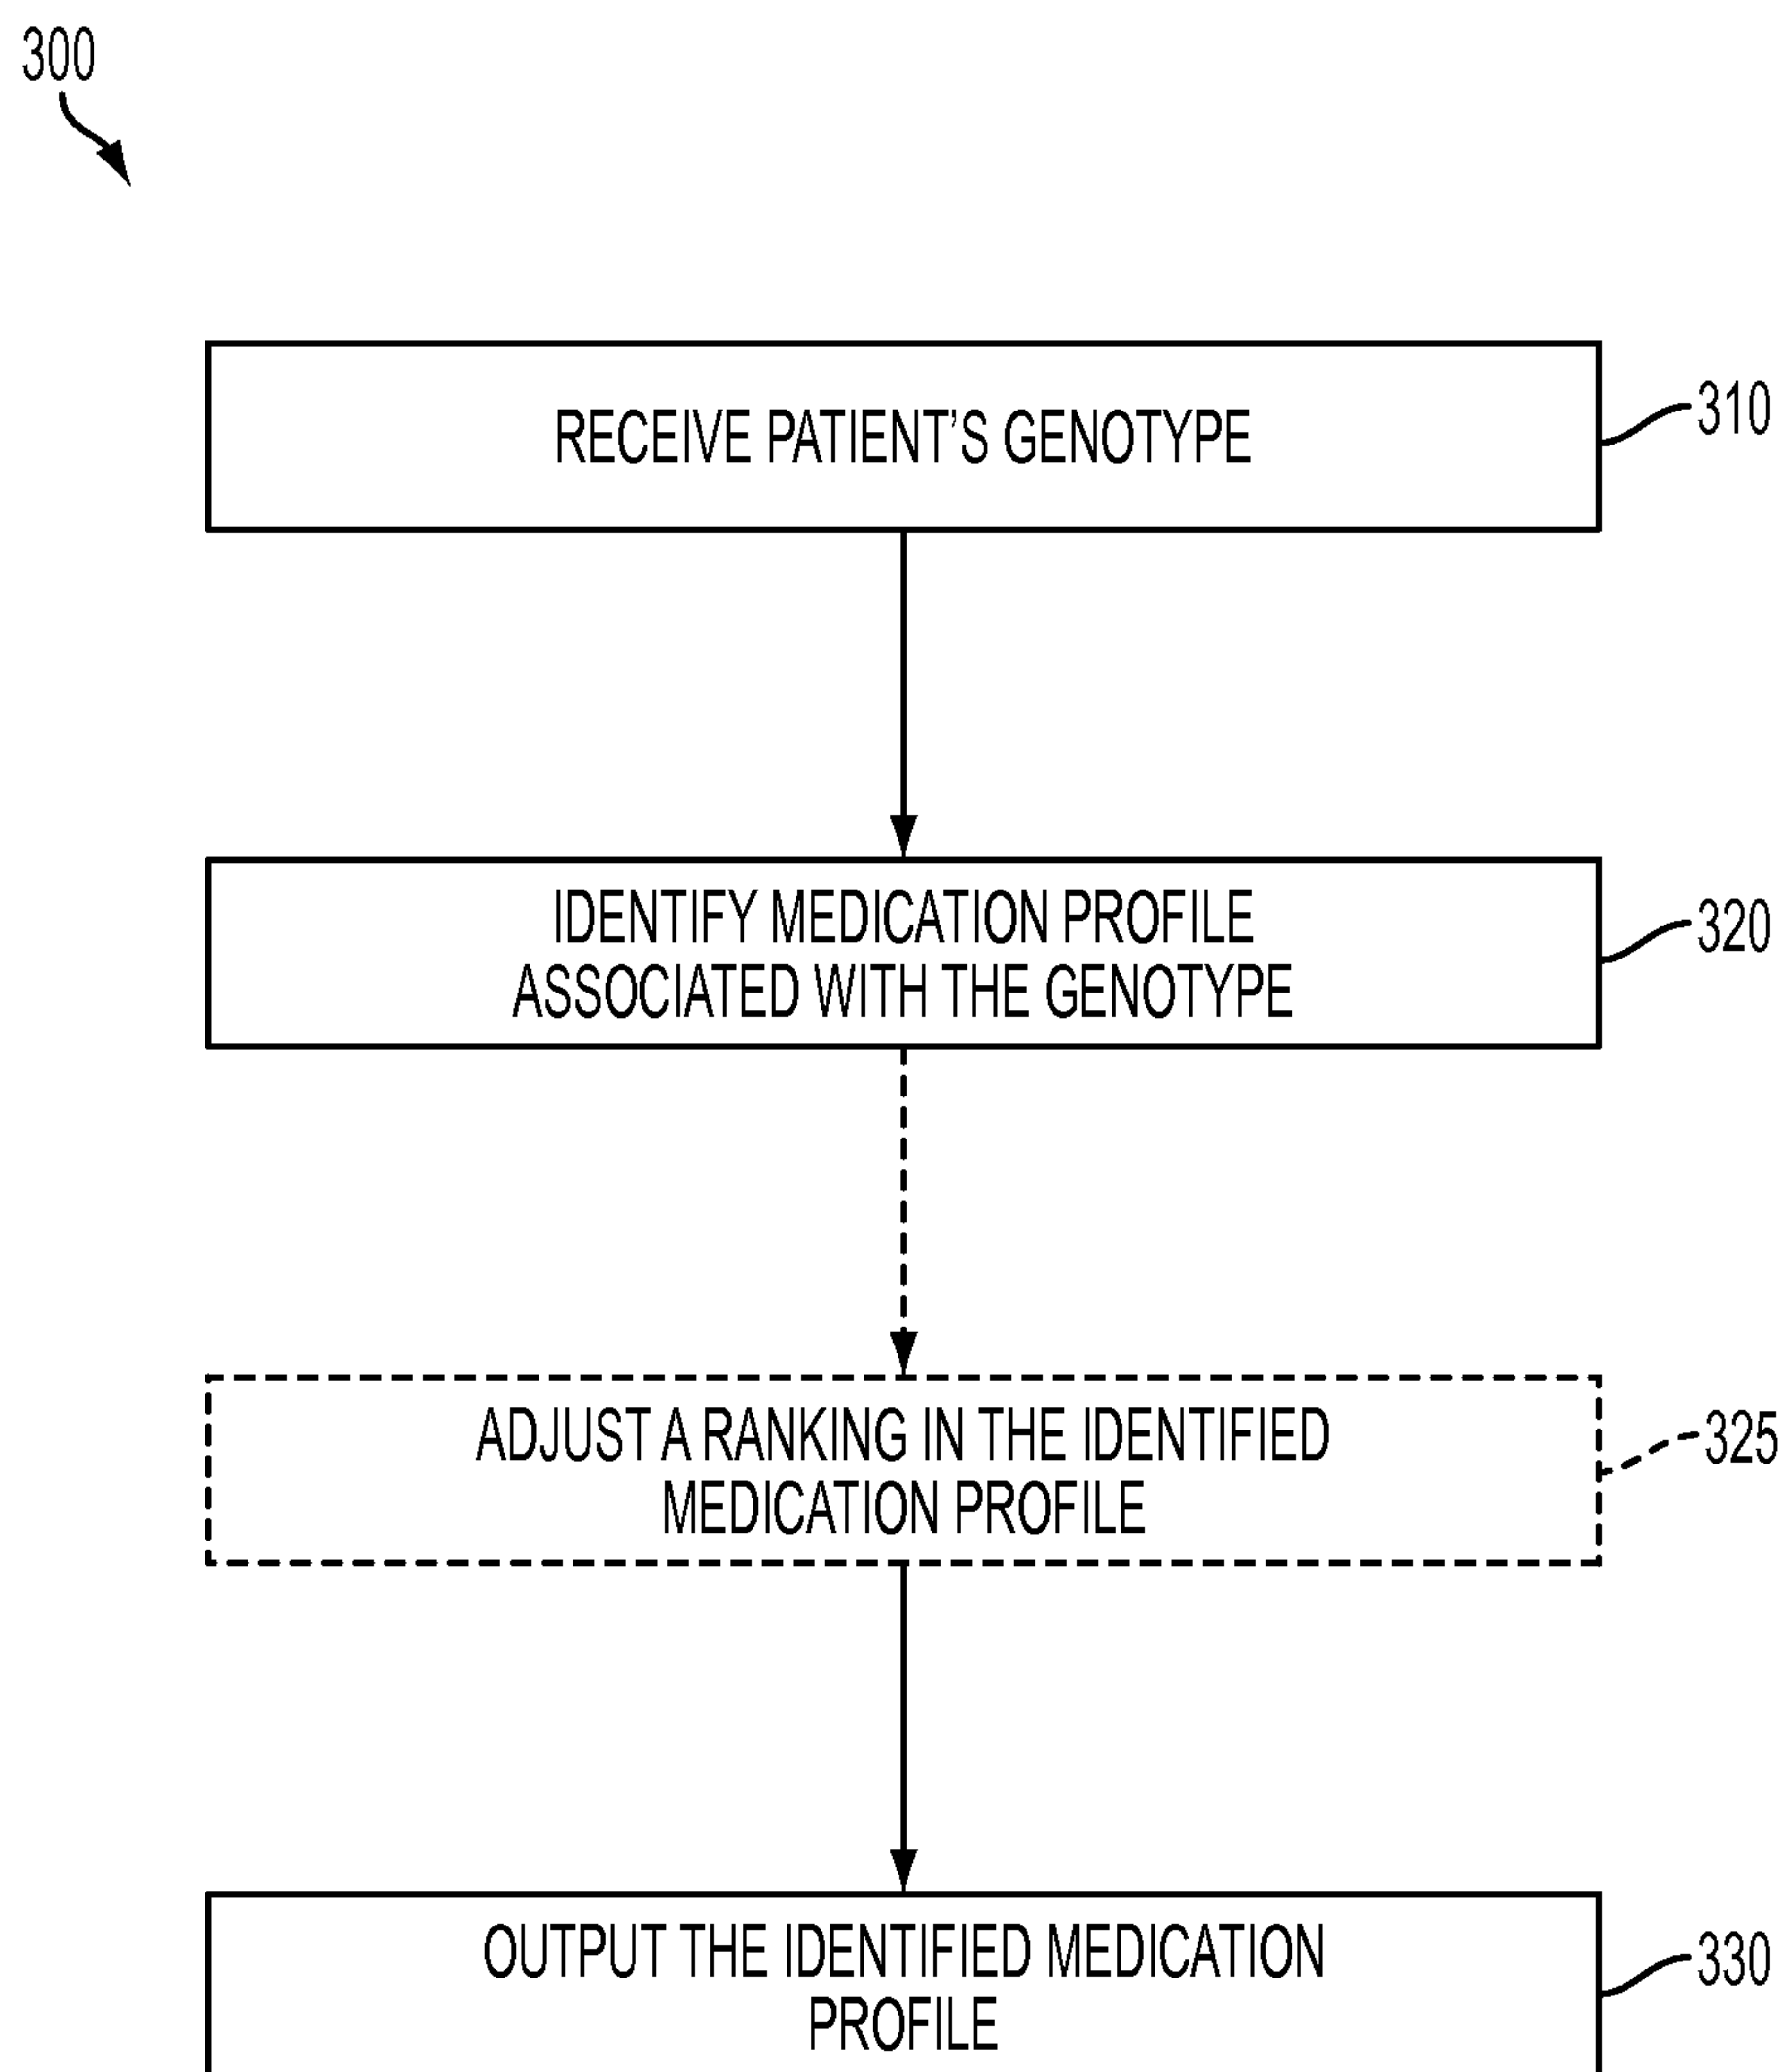 300
RECEIVE PATIENT'S GENOTYPE
310
IDENTIFY MEDICATION PROFILE
ASSOCIATED WITH THE GENOTYPE
320
ADJUST A RANKING IN THE IDENTIFIED
MEDICATION PROFILE
325
OUTPUT THE IDENTIFIED MEDICATION
PROFILE
330